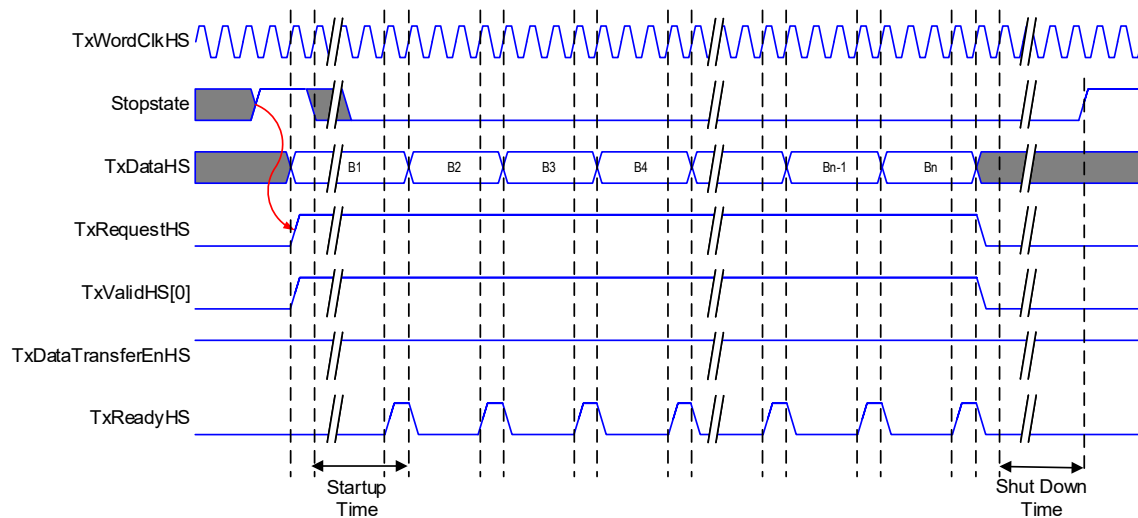 TxWordClkHS
Stopstate
TxDataHS
B1
B2
B3
B4
Bn-1
Bn
TxRequestHS
TxValidHS[0]
TxDataTransferEnHS
TxReadyHS
Startup
Time
Shut Down
Time